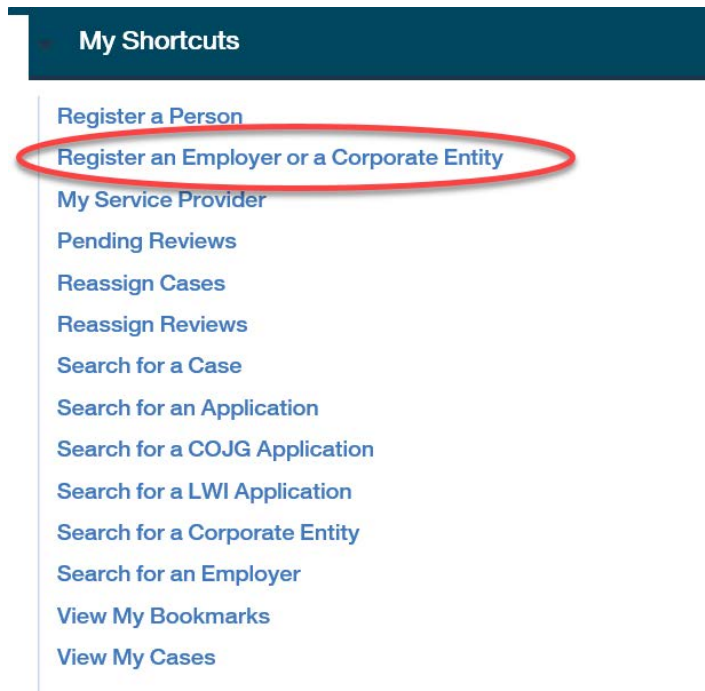 My Shortcuts
Register a Person
Register an Employer or a Corporate Entity
My Service Provider
Pending Reviews
Reassign Cases
Reassign Reviews
Search for a Case
Search for an Application
Search for a COJG Application
Search for a LWI Application
Search for a Corporate Entity
Search for an Employer
View My Bookmarks
View My Cases